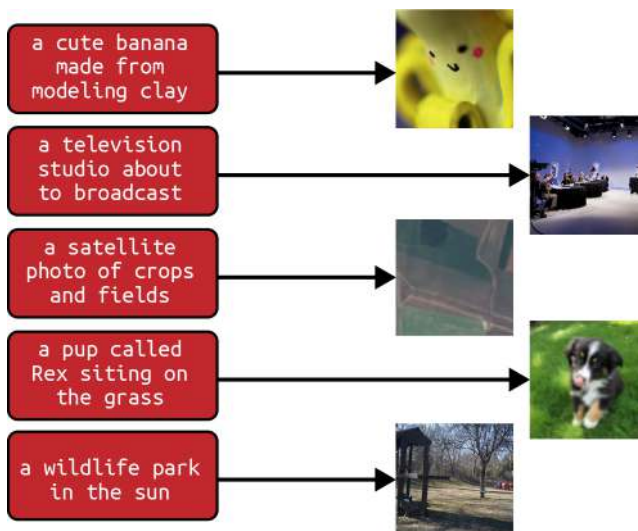 a cute banana
made from
modeling clay
a television
studio about
to broadcast
a satellite
photo of crops
and fields
a pup called
Rex siting on
the grass
a wildlife park
in the sun